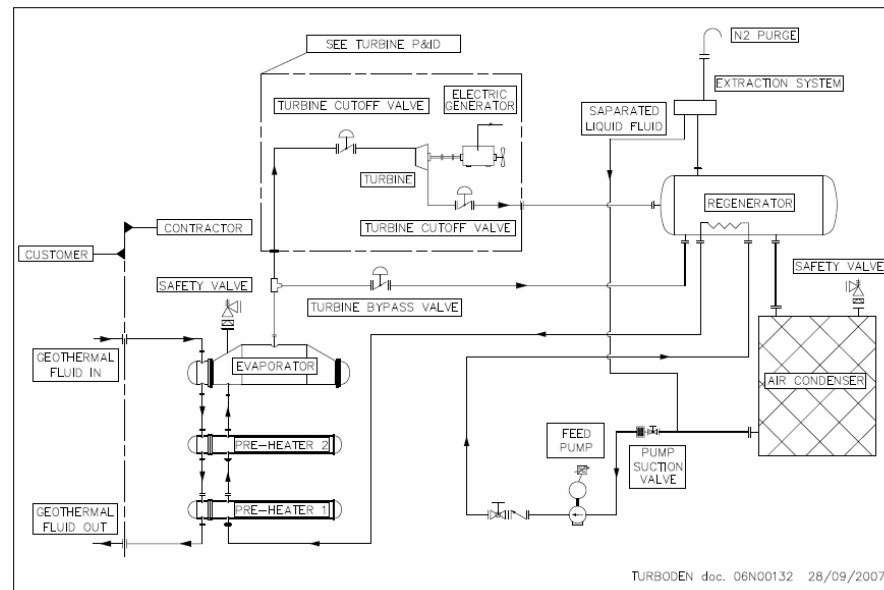 SEE TURBINE P&ID
N2 PURGE
EXTRACTION SYSTEM
TURBINE CUTOFF VALVE
ELECTRIC
GENERATOR
SAPARATED
LIQUID FLUID
TURBINE
REGENERATOR
TURBINE CUTOFF VALVE
CONTRACTOR
CUSTOMER
SAFETY VALVE
SAFETY VALVE
TURBINE BYPASS VALVE
GEOTHERMAL
FLUID IN
EVAPORATOR
AIR CONDENSER
FEED
PUMP
PRE-HEATER 2
PUMP
SUCTION
VALVE
GEOTHERMAL
FLUID OUT
PRE-HEATER 1
TURBODEN doc. 06N00132 28/09/2007